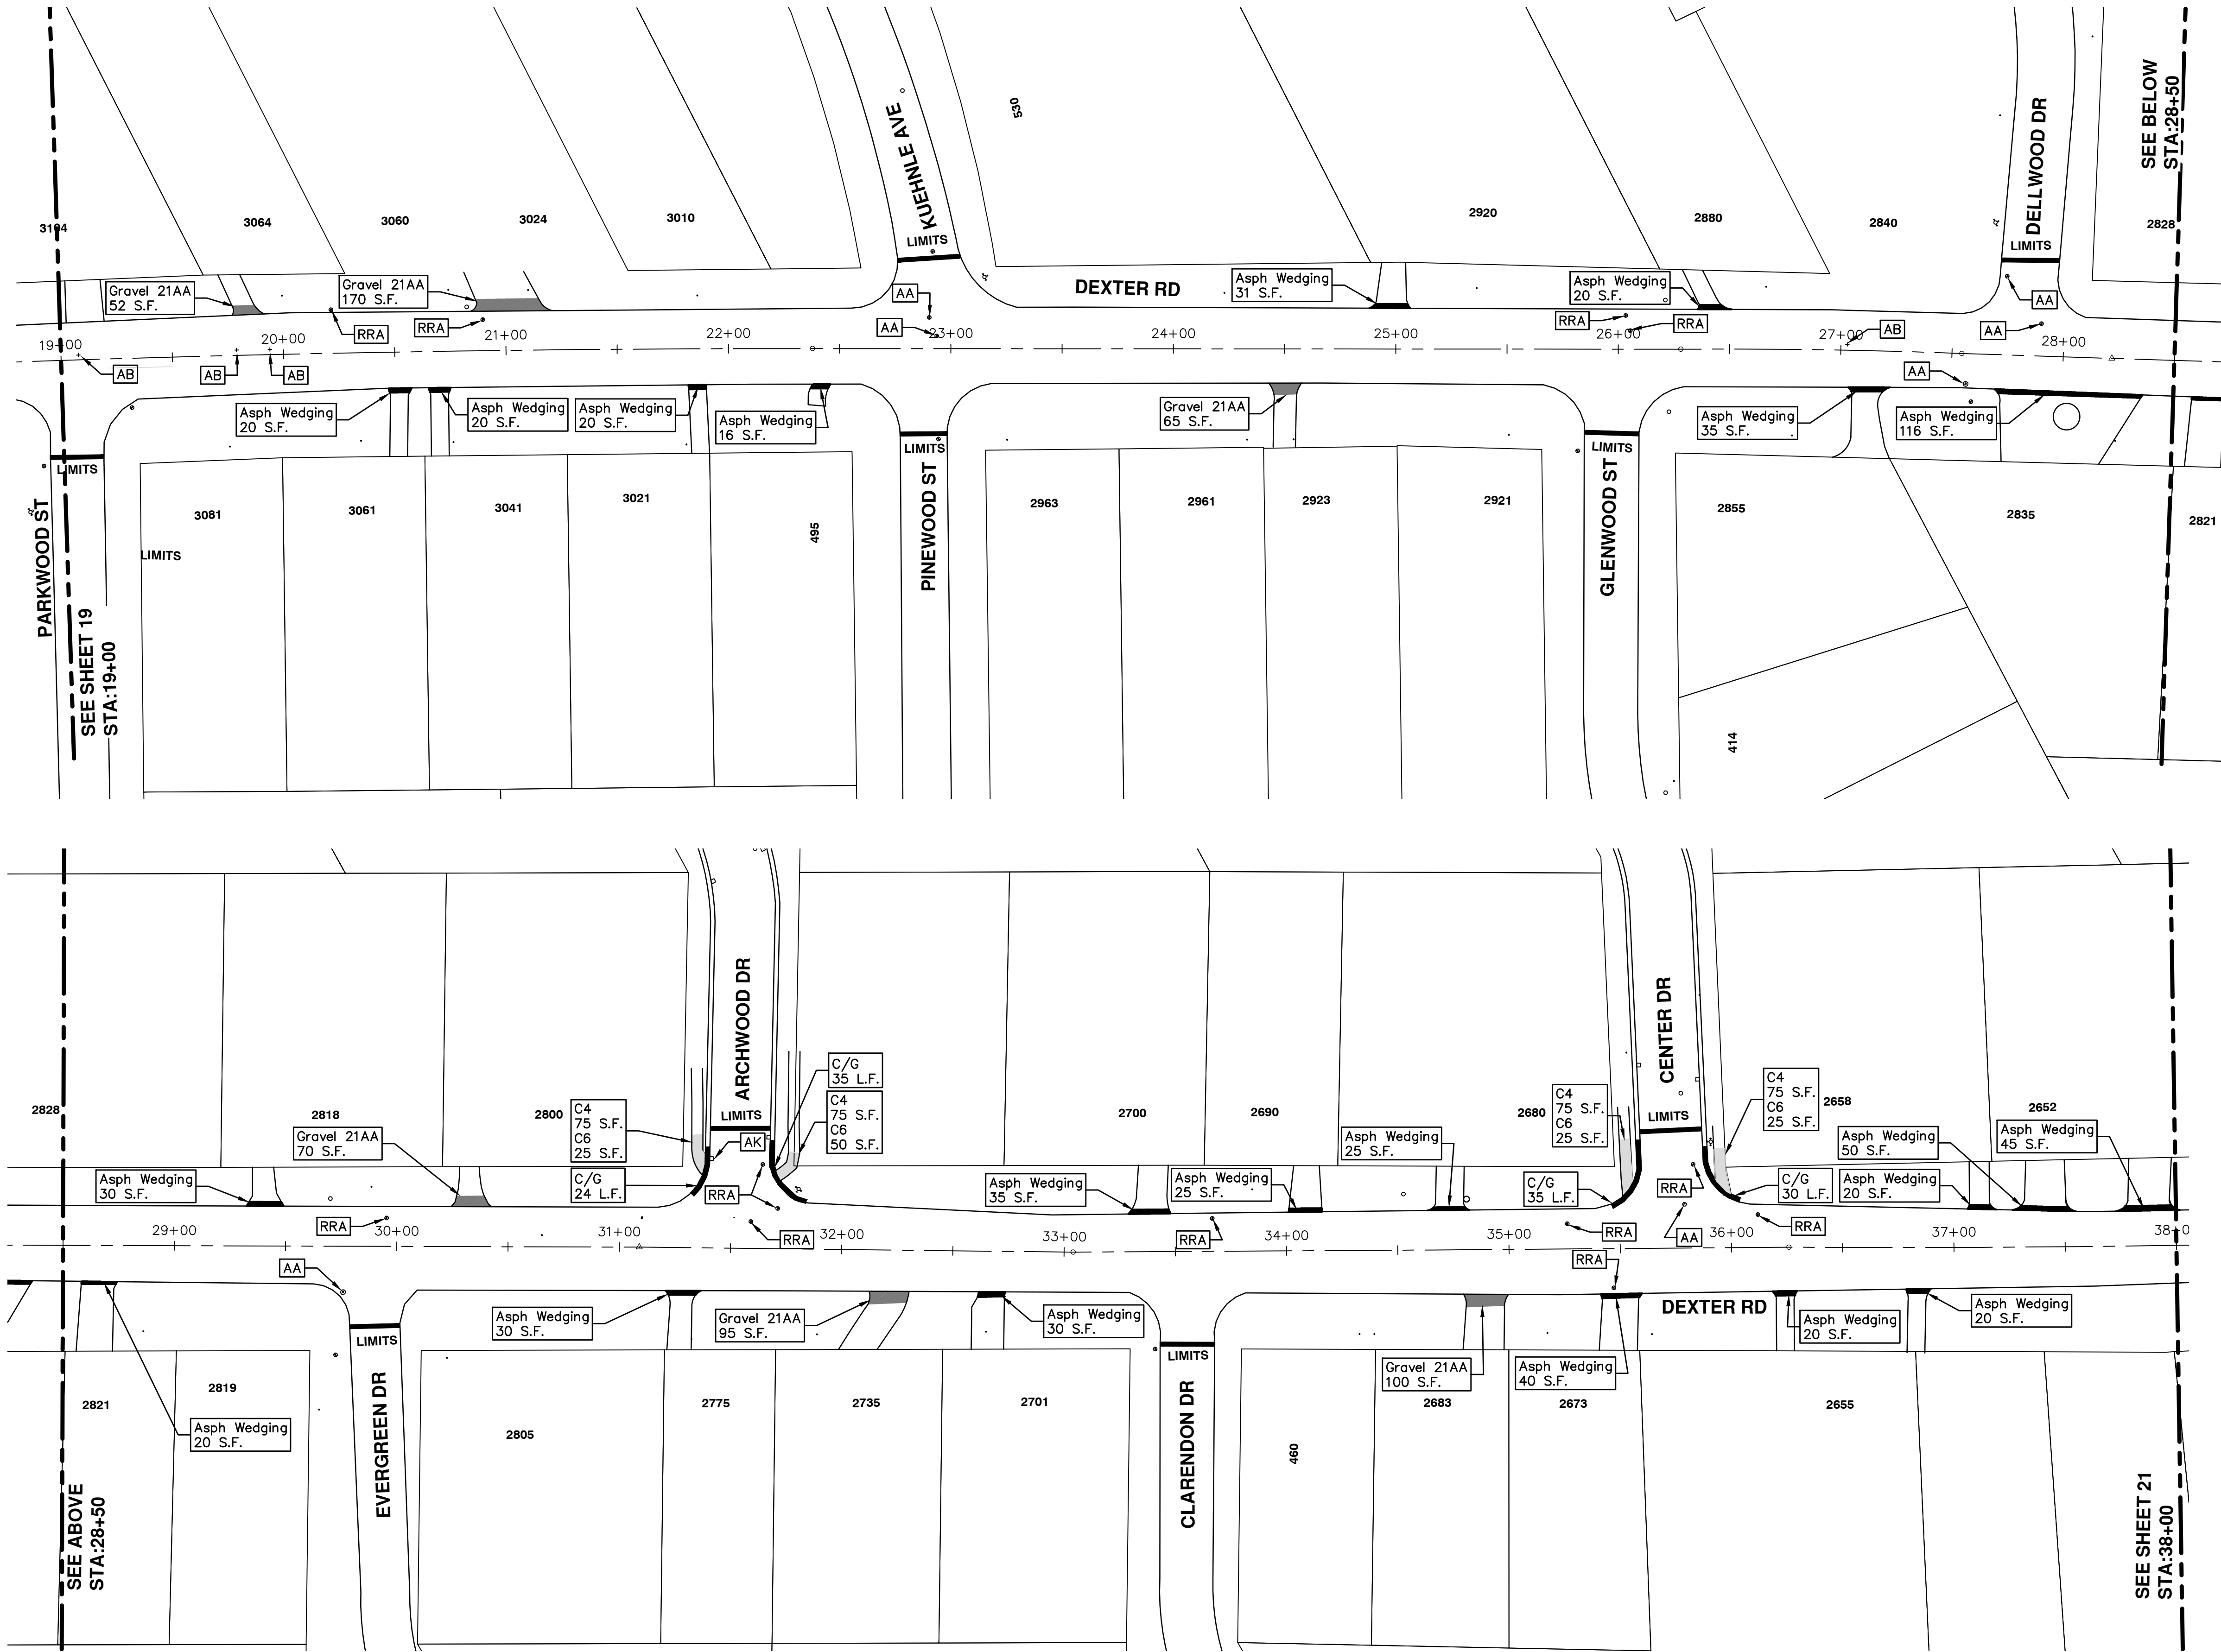 KUEHNLE AVE
530
DELLWOOD DR
SEE BELOW
STA:28+50
3104
3064
3060
3024
3010
LIMITS
2920
2880
2840
LIMITS
2828
Gravel 21AA
52 S.F.
Gravel 21AA
170 S.F.
AA
DEXTER RD
Asph Wedging
31 S.F.
Asph Wedging
20 S.F.
AA
RRA
RRA
AA
RRA
RRA
AB
AA
19+00
20+00
21+00
22+00
23+00
24+00
25+00
26+00
27+00
28+00
AB
AB
AB
AA
Asph Wedging
20 S.F.
Asph Wedging
20 S.F.
Asph Wedging
20 S.F.
Asph Wedging
16 S.F.
Gravel 21AA
65 S.F.
Asph Wedging
35 S.F.
Asph Wedging
116 S.F.
LIMITS
LIMITS
LIMITS
PARKWOOD ST
3081
3061
3041
3021
495
PINEWOOD ST
2963
2961
2923
2921
GLENWOOD ST
2855
2835
2821
LIMITS
SEE SHEET 19
STA:19+00
414
ARCHWOOD DR
CENTER DR
2828
2818
2800
C4
75 S.F.
C6
25 S.F.
LIMITS
C/G
35 L.F.
C4
75 S.F.
C6
50 S.F.
2700
2690
2680
C4
75 S.F.
C6
25 S.F.
LIMITS
C4
75 S.F.
C6
25 S.F.
2658
2652
Gravel 21AA
70 S.F.
AK
Asph Wedging
25 S.F.
Asph Wedging
50 S.F.
Asph Wedging
45 S.F.
Asph Wedging
30 S.F.
C/G
24 L.F.
RRA
Asph Wedging
35 S.F.
Asph Wedging
25 S.F.
C/G
35 L.F.
RRA
C/G
30 L.F.
Asph Wedging
20 S.F.
RRA
RRA
RRA
RRA
AA
RRA
29+00
30+00
31+00
32+00
33+00
34+00
35+00
36+00
37+00
38+0
AA
RRA
Asph Wedging
30 S.F.
Gravel 21AA
95 S.F.
Asph Wedging
30 S.F.
DEXTER RD
Asph Wedging
20 S.F.
Asph Wedging
20 S.F.
LIMITS
LIMITS
Gravel 21AA
100 S.F.
Asph Wedging
40 S.F.
2821
2819
Asph Wedging
20 S.F.
EVERGREEN DR
2805
2775
2735
2701
CLARENDON DR
460
2683
2673
2655
SEE ABOVE
STA:28+50
SEE SHEET 21
STA:38+00